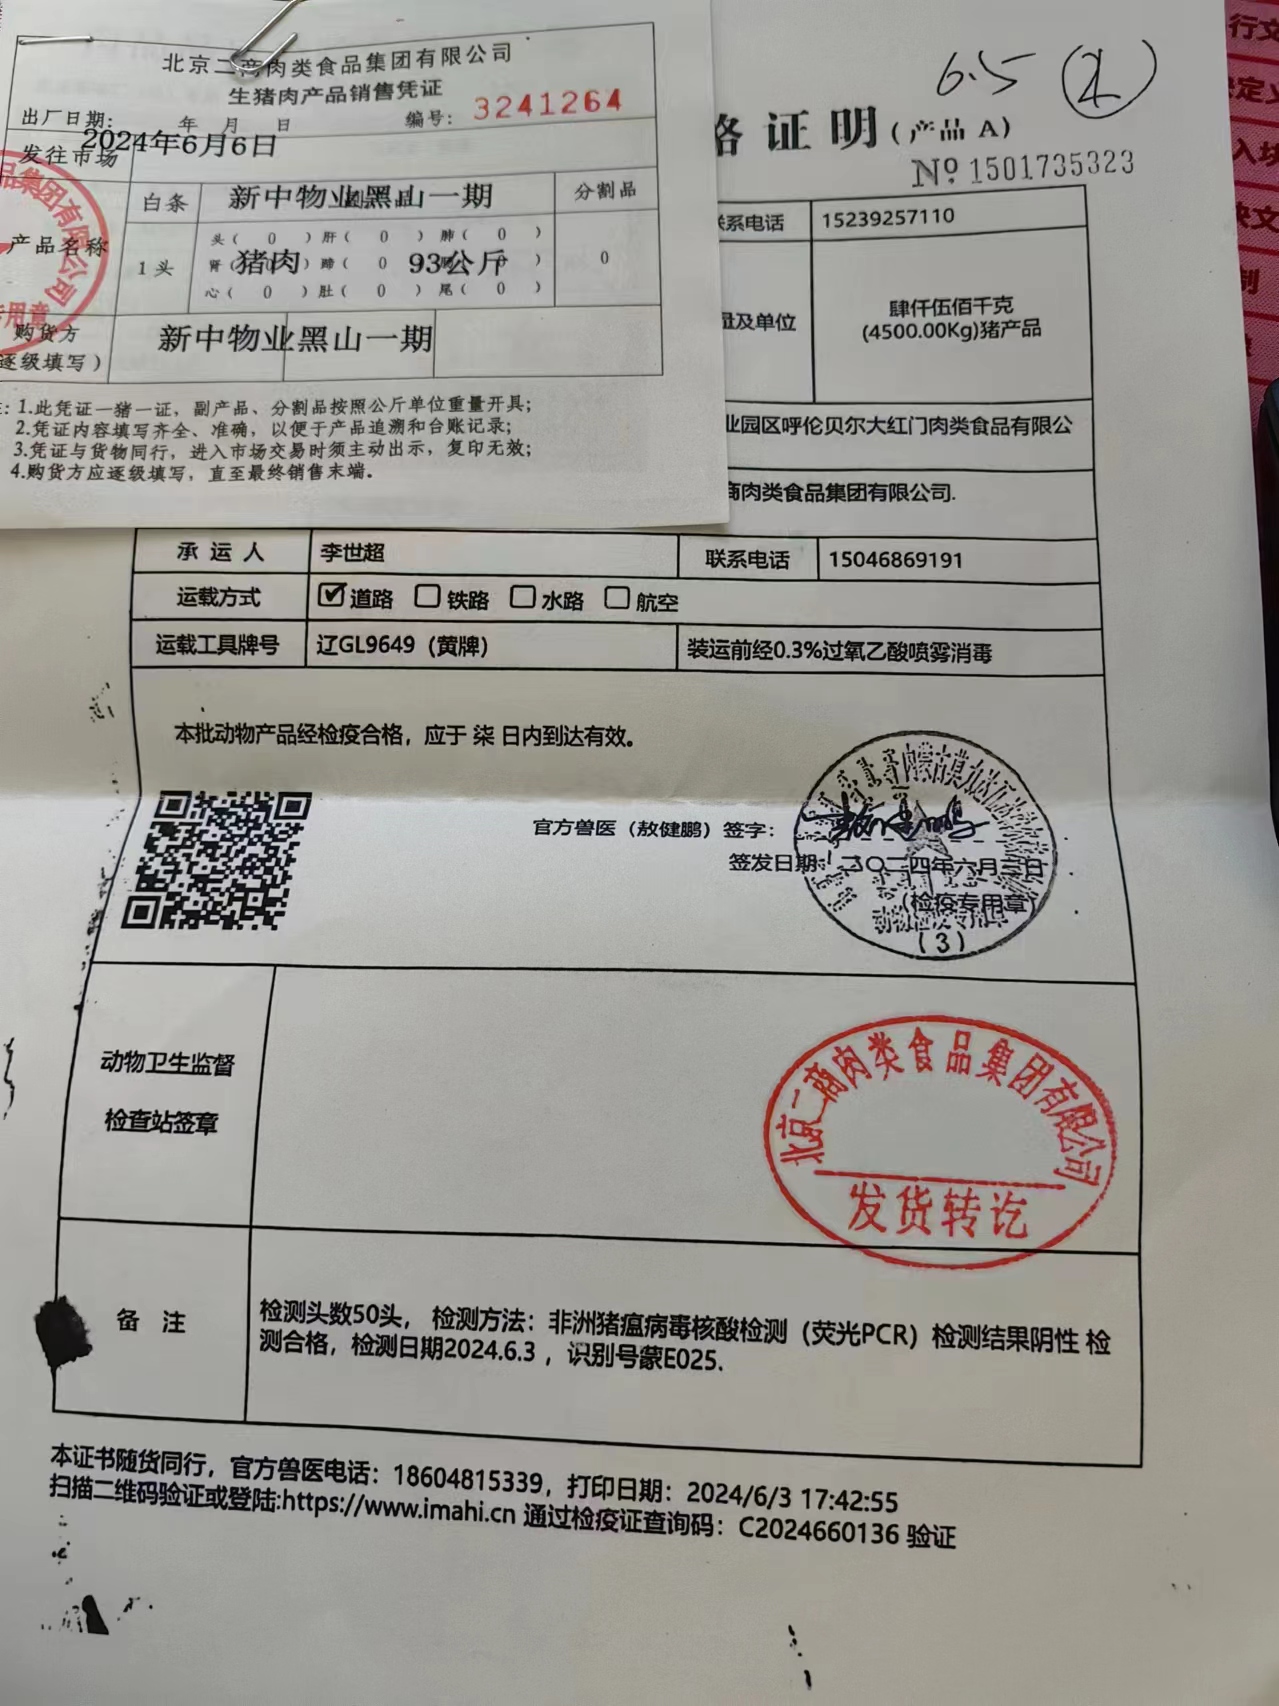 北京二商肉类食品集团有限公司
生猪肉产品销售凭证
出厂日期: 年 月 日 编号: 3241264
2024年6月6日
发往市场
新中物业黑山一期
产品名称 白条 分割品
1头
头( 0 ) 肝( 0 ) 肺( 0 )
肾( ) 蹄( 0 0 ) 0
猪肉 93公斤
心( 0 ) 肚( 0 ) 尾( 0 )
购货方
逐级填写) 新中物业黑山一期
1.此凭证一猪一证，副产品、分割品按照公斤单位重量开具；
2.凭证内容填写齐全、准确，以便于产品追溯和台账记录；
3.凭证与货物同行，进入市场交易时须主动出示，复印无效；
4.购货方应逐级填写，直至最终销售末端。
专用章
6.5
格证明(产品 A)
№ 1501735323
联系电话 15239257110
量及单位 肆仟伍佰千克
(4500.00Kg)猪产品
业园区呼伦贝尔大红门肉类食品有限公
商肉类食品集团有限公司.
承运人 李世超 联系电话 15046869191
运载方式 道路 铁路 水路 航空
运载工具牌号 辽GL9649（黄牌） 装运前经0.3%过氧乙酸喷雾消毒
本批动物产品经检疫合格，应于 柒 日内到达有效。
官方兽医（敖健鹏）签字：
签发日期：二〇二四年六月三日
(检疫专用章)
(3)
动物卫生监督
检查站签章
北京二商肉类食品集团有限公司
发货转讫
备 注
检测头数50头， 检测方法：非洲猪瘟病毒核酸检测（荧光PCR）检测结果阴性 检
测合格，检测日期2024.6.3 ，识别号蒙E025.
本证书随货同行，官方兽医电话：18604815339，打印日期：2024/6/3 17:42:55
扫描二维码验证或登陆:https://www.imahi.cn 通过检疫证查询码：C2024660136 验证